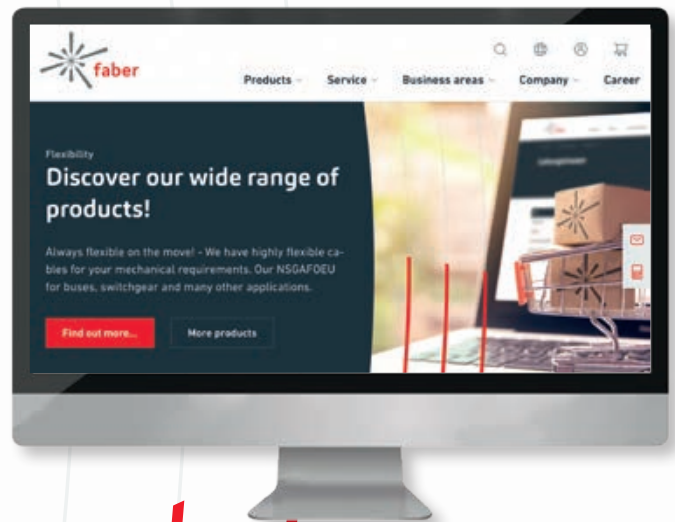 faber
Products
Service
Business areas
Company
Career
Flexibility
Discover our wide range of
products!
Always flexible on the move! - We have highly flexible ca-
bles for your mechanical requirements. Our NSGAFOEU
for buses, switchgear and many other applications.
Find out more...
More products